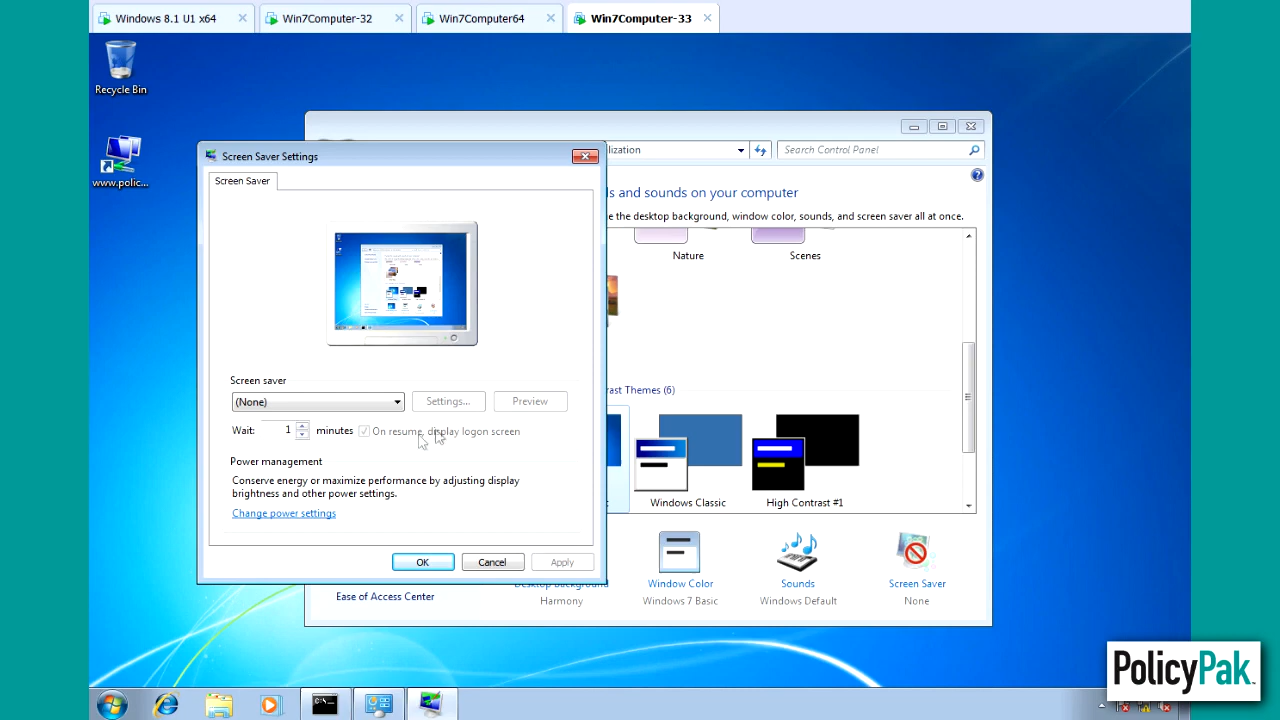 Windows 8.1 U1 x64
Win7Computer-32
Win7Computer64
Win7Computer-33
Recycle Bin
www.polic...
Screen Saver Settings
lization
Search Control Panel
Screen Saver
s and sounds on your computer
e the desktop background, window color, sounds, and screen saver all at once.
Nature
Scenes
Screen saver
(None)
Settings...
Preview
rast Themes (6)
Wait:
1
minutes
On resume, display logon screen
Power management
Conserve energy or maximize performance by adjusting display
brightness and other power settings.
Change power settings
Windows Classic
High Contrast #1
OK
Cancel
Apply
Desktop Background
Harmony
Window Color
Windows 7 Basic
Sounds
Windows Default
Screen Saver
None
Ease of Access Center
PolicyPak